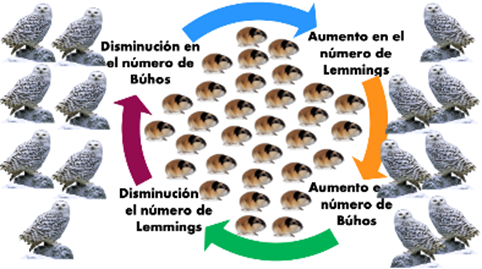 Disminución en
el número de
Búhos
Aumento en el
número de
Lemmings
Aumento e
número de
Búhos
Disminución
el número de
Lemmings